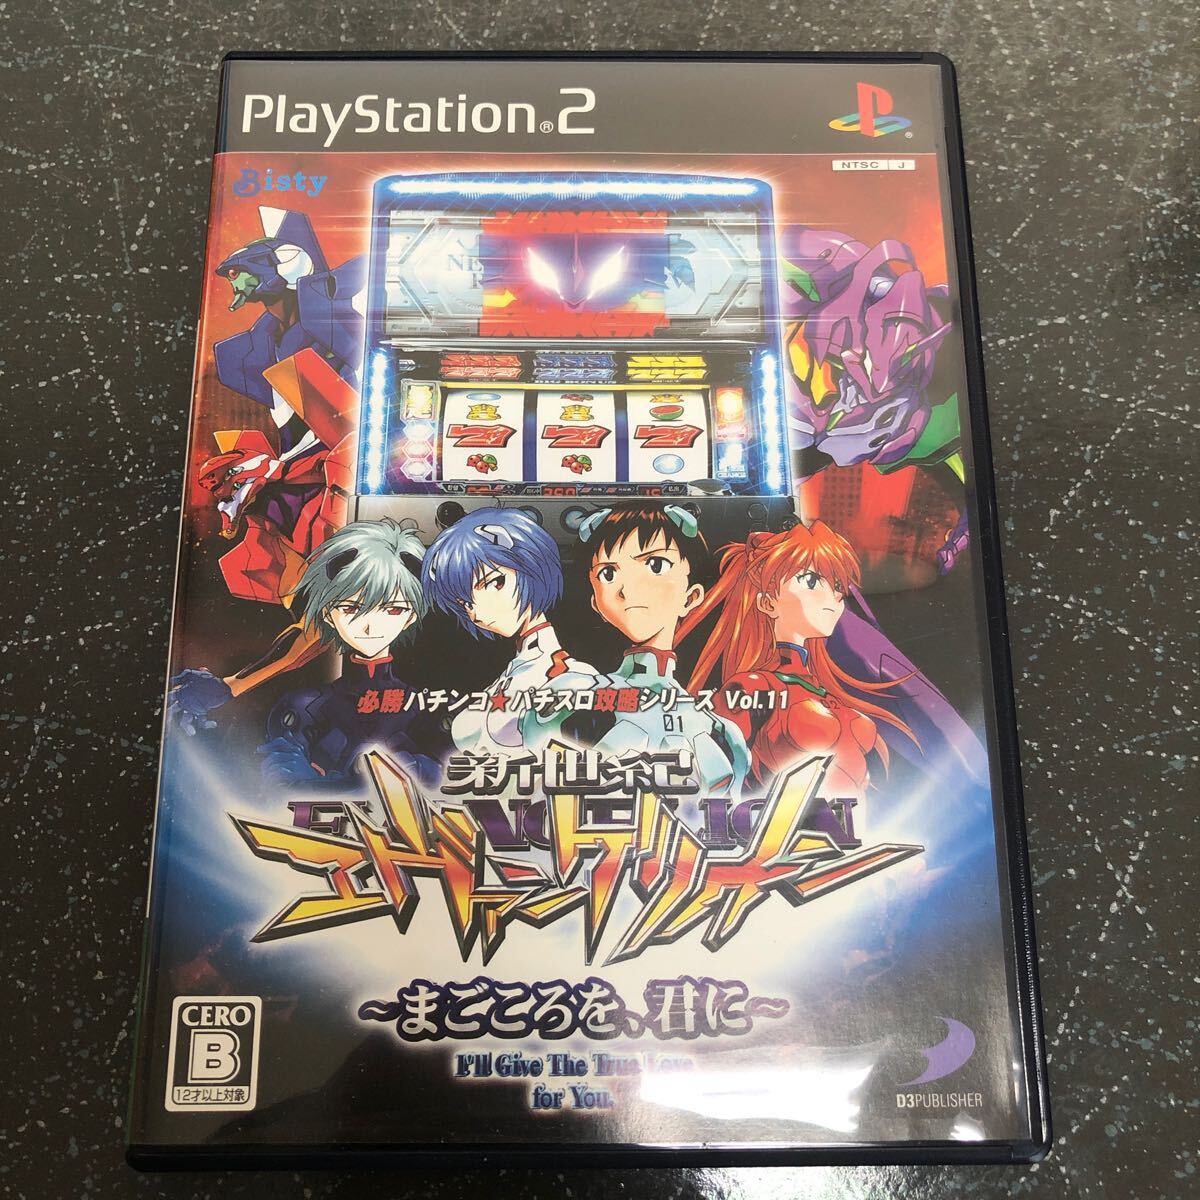 PlayStation®2
NTSC J
Bisty
必勝パチンコ★パチスロ攻略シリーズ Vol.11
01
新世紀
EVANGELION
エヴァンゲリオン
～まごころを、君に～
I'll Give The True Love
for You.
CERO
B
12才以上対象
D3PUBLISHER